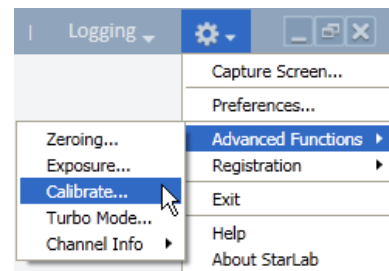 Logging
Capture Screen...
Preferences...
Advanced Functions
Registration
Exit
Help
About StarLab
Zeroing...
Exposure...
Calibrate...
Turbo Mode...
Channel Info